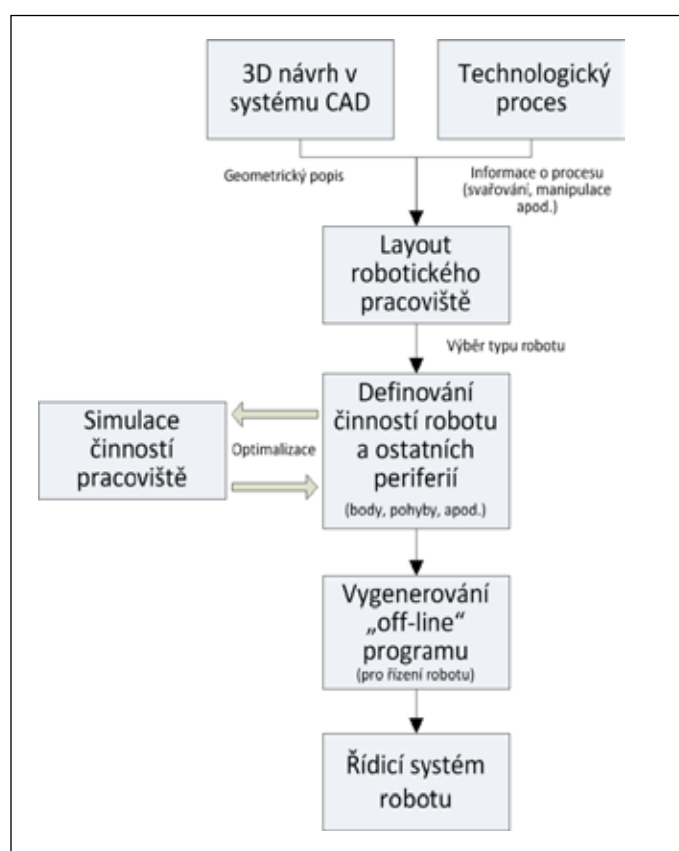 3D návrh v
systému CAD
Technologický
proces
Geometrický popis
Informace o procesu
(svařování, manipulace
apod.)
Layout
robotického
pracoviště
Výběr typu robotu
Definování
činností robotu
a ostatních
periferií
(body, pohyby, apod.)
Simulace
činností
pracoviště
Optimalizace
Vygenerování
„off-line“
programu
(pro řízení robotu)
Řídicí systém
robotu